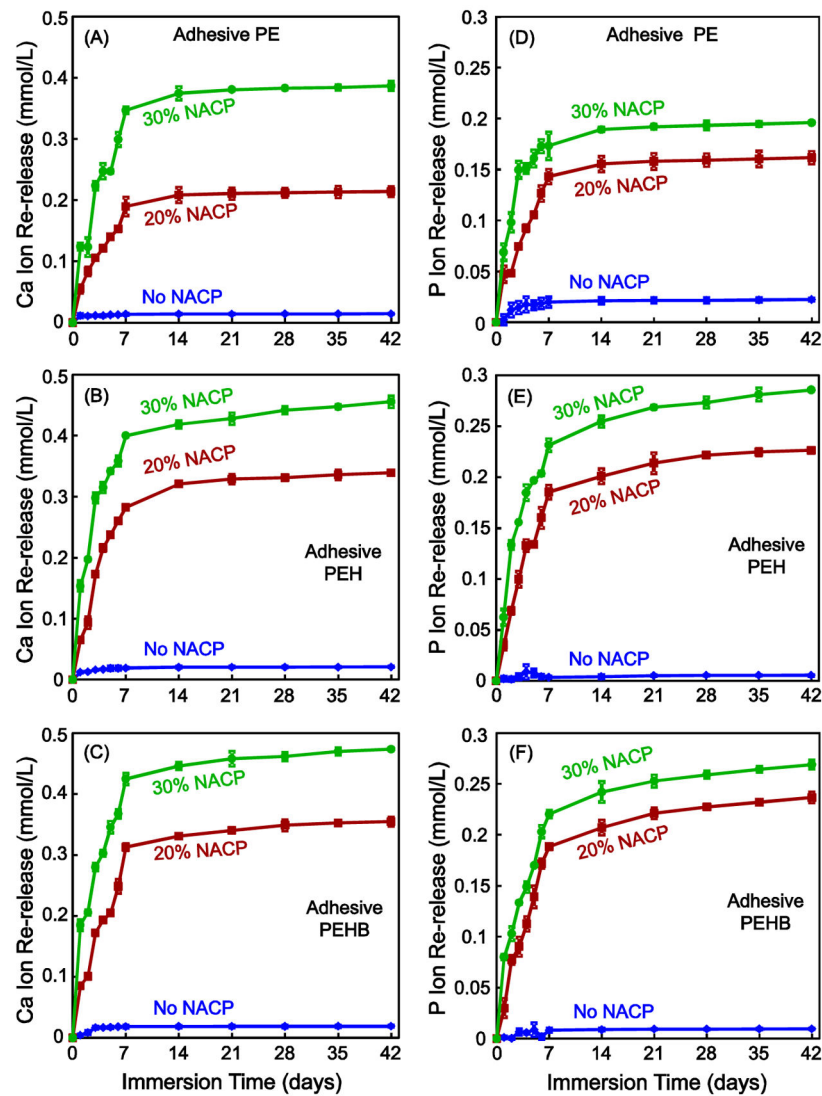 (A)
Adhesive PE
Ca Ion Re-release (mmol/L)
0.5
0.4
0.3
0.2
0.1
0
30% NACP
20% NACP
No NACP
0 7 14 21 28 35 42
(D)
Adhesive PE
P Ion Re-release (mmol/L)
0.3
0.25
0.2
0.15
0.1
0.05
0
30% NACP
20% NACP
No NACP
0 7 14 21 28 35 42
(B)
Ca Ion Re-release (mmol/L)
0.5
0.4
0.3
0.2
0.1
0
30% NACP
20% NACP
Adhesive
PEH
No NACP
0 7 14 21 28 35 42
(E)
P Ion Re-release (mmol/L)
0.3
0.25
0.2
0.15
0.1
0.05
0
30% NACP
20% NACP
Adhesive
PEH
No NACP
0 7 14 21 28 35 42
(C)
Ca Ion Re-release (mmol/L)
0.5
0.4
0.3
0.2
0.1
0
30% NACP
20% NACP
Adhesive
PEHB
No NACP
0 7 14 21 28 35 42
Immersion Time (days)
(F)
P Ion Re-release (mmol/L)
0.3
0.25
0.2
0.15
0.1
0.05
0
30% NACP
20% NACP
Adhesive
PEHB
No NACP
0 7 14 21 28 35 42
Immersion Time (days)